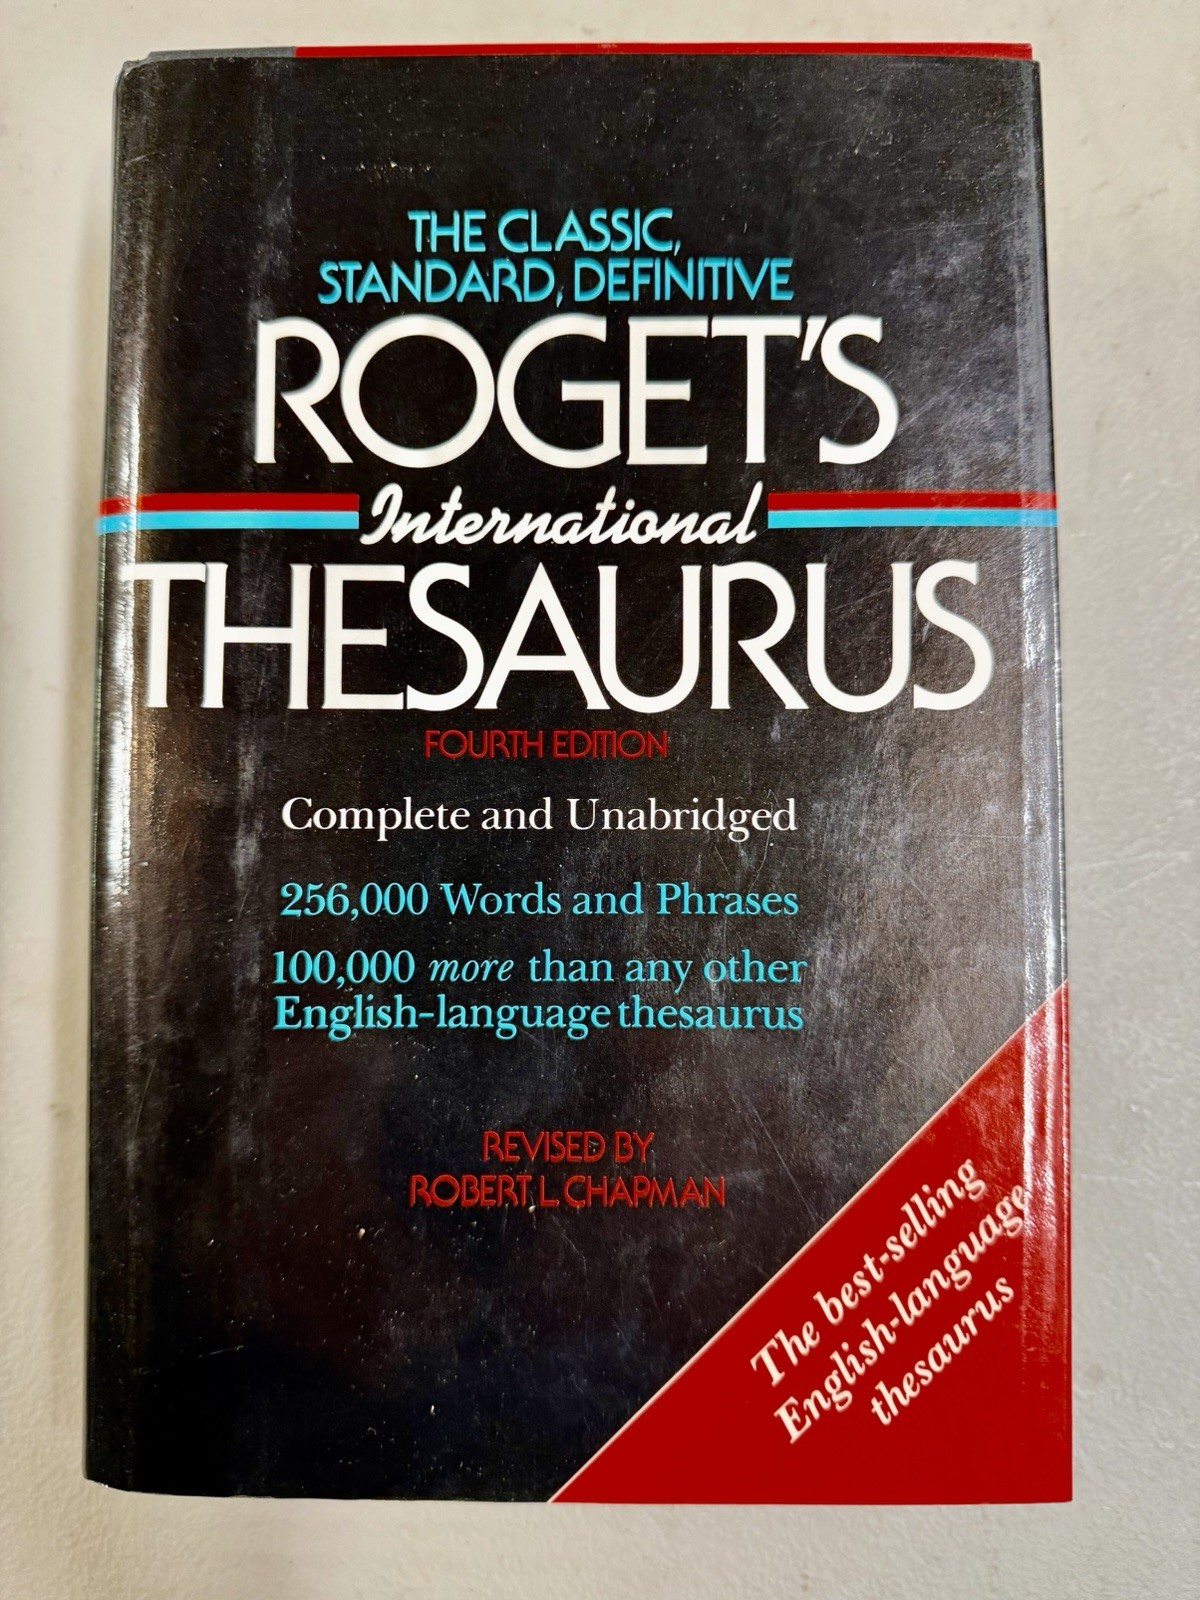 THE CLASSIC,
STANDARD, DEFINITIVE
ROGET'S
International
THESAURUS
FOURTH EDITION
Complete and Unabridged
256,000 Words and Phrases
100,000 more than any other
English-language thesaurus
REVISED BY
ROBERT L. CHAPMAN
The best-selling
English-language
thesaurus